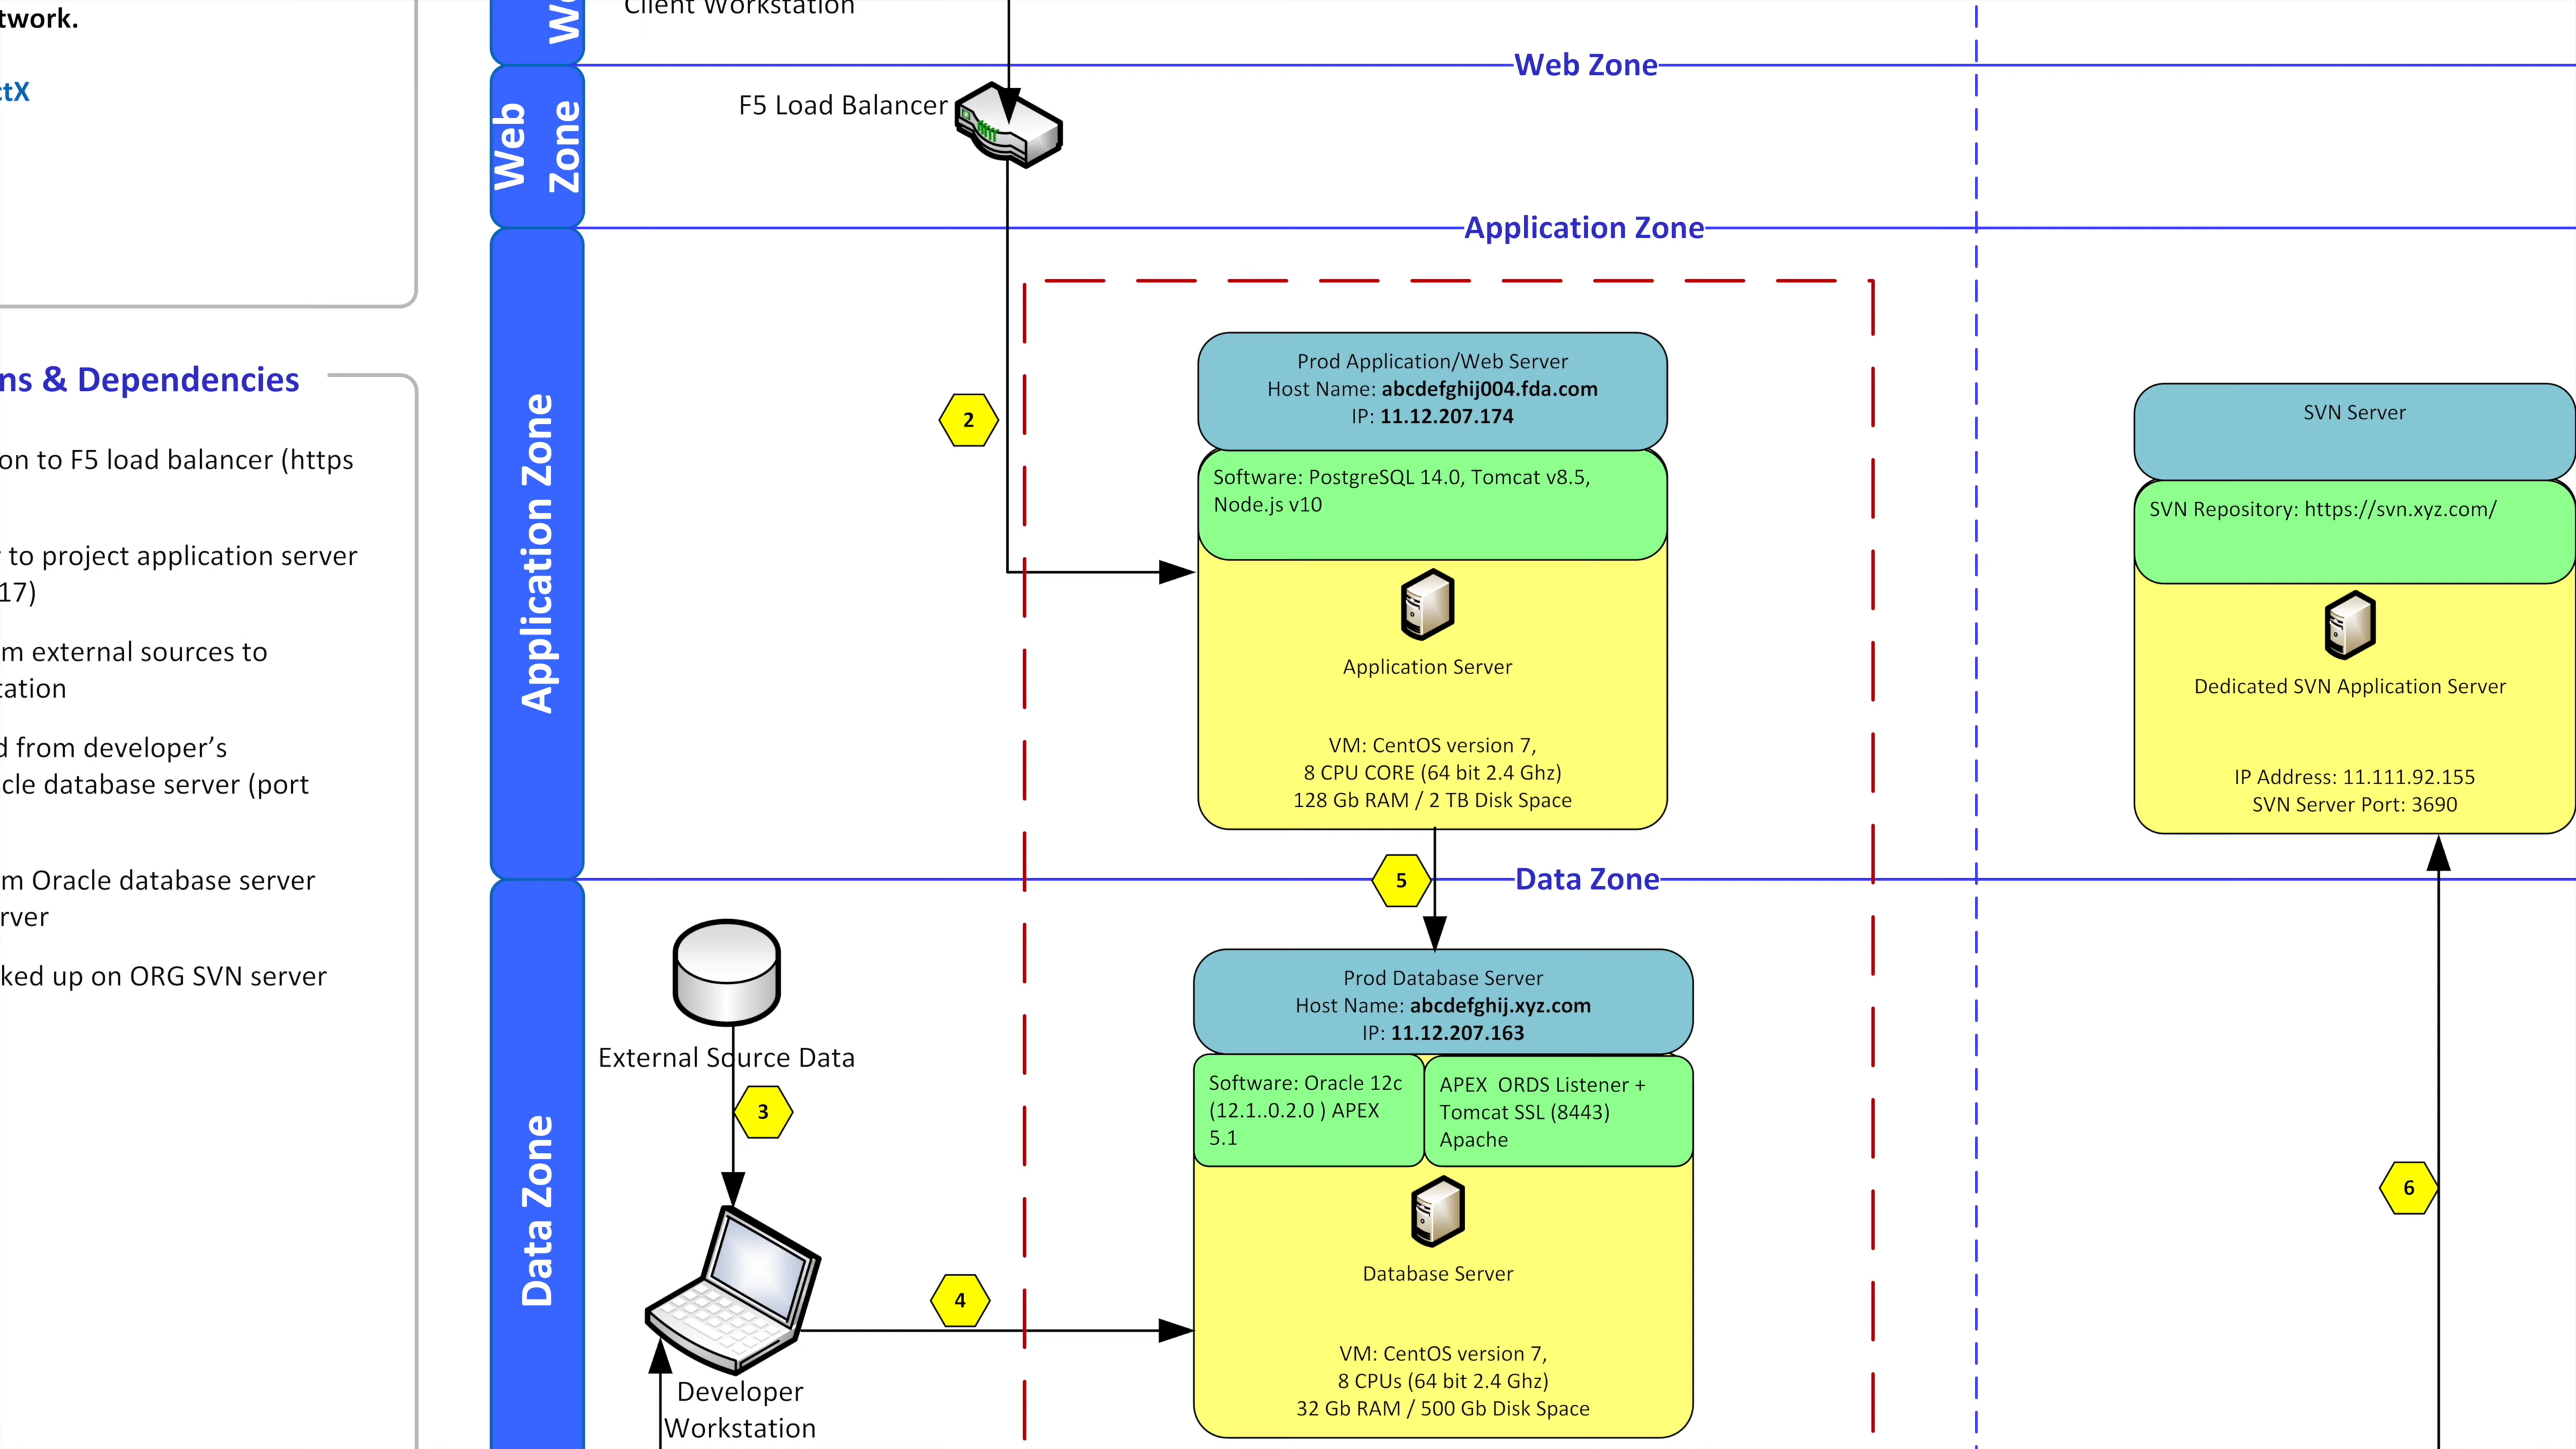 twork.
ctX
ns & Dependencies
on to F5 load balancer (https
to project application server
17)
m external sources to
tation
d from developer’s
cle database server (port
m Oracle database server
rver
ked up on ORG SVN server
Client Workstation
Web Zone
Web
Zone
F5 Load Balancer
Application Zone
Application Zone
2
Prod Application/Web Server
Host Name: abcdefghij004.fda.com
IP: 11.12.207.174
Software: PostgreSQL 14.0, Tomcat v8.5,
Node.js v10
Application Server
VM: CentOS version 7,
8 CPU CORE (64 bit 2.4 Ghz)
128 Gb RAM / 2 TB Disk Space
SVN Server
SVN Repository: https://svn.xyz.com/
Dedicated SVN Application Server
IP Address: 11.111.92.155
SVN Server Port: 3690
5
Data Zone
Data Zone
External Source Data
3
Developer
Workstation
4
Prod Database Server
Host Name: abcdefghij.xyz.com
IP: 11.12.207.163
Software: Oracle 12c
(12.1..0.2.0 ) APEX
5.1
APEX  ORDS Listener +
Tomcat SSL (8443)
Apache
Database Server
VM: CentOS version 7,
8 CPUs (64 bit 2.4 Ghz)
32 Gb RAM / 500 Gb Disk Space
6